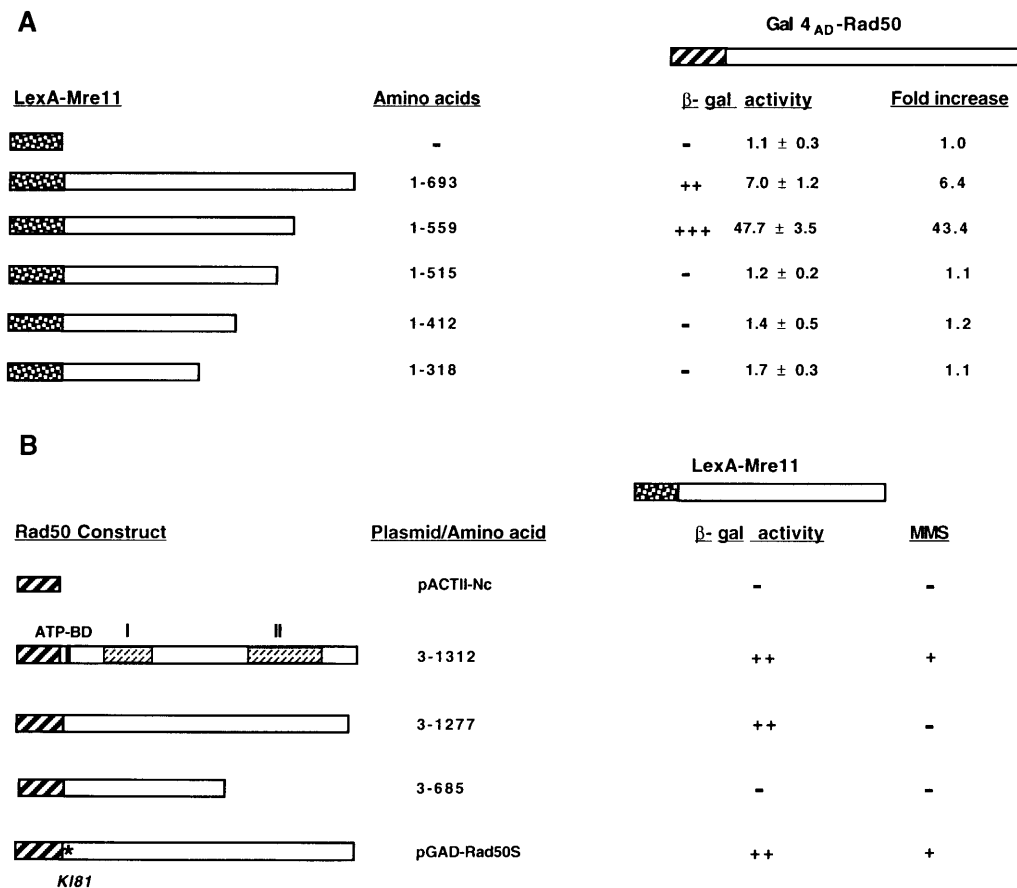 A
Gal 4AD-Rad50
LexA-Mre11 Amino acids β- gal activity Fold increase
- - 1.1 ± 0.3 1.0
1-693 ++ 7.0 ± 1.2 6.4
1-559 +++ 47.7 ± 3.5 43.4
1-515 - 1.2 ± 0.2 1.1
1-412 - 1.4 ± 0.5 1.2
1-318 - 1.7 ± 0.3 1.1
B
LexA-Mre11
Rad50 Construct Plasmid/Amino acid β- gal activity MMS
pACTII-Nc - -
ATP-BD I II
3-1312 ++ +
3-1277 ++ -
3-685 - -
* pGAD-Rad50S ++ +
KI81